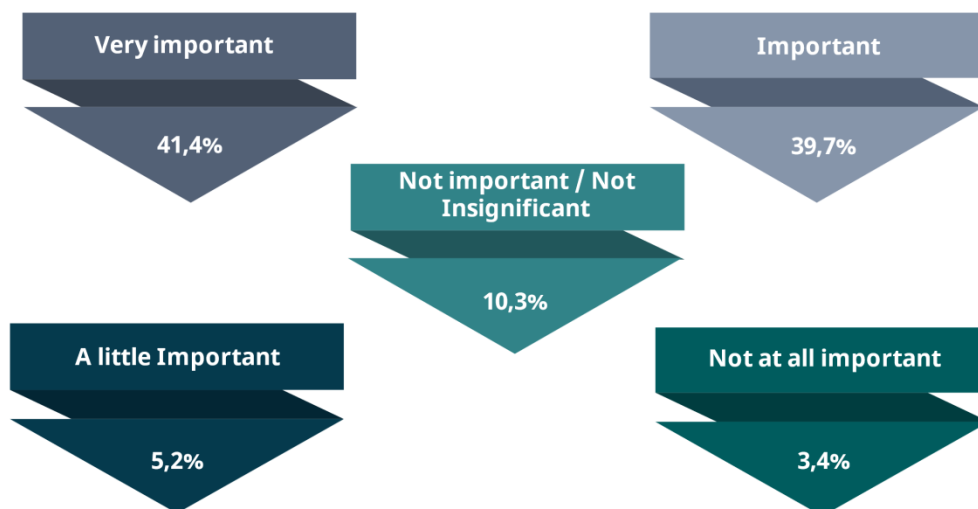 Very important
41,4%
Important
39,7%
Not important / Not
Insignificant
10,3%
A little Important
5,2%
Not at all important
3,4%